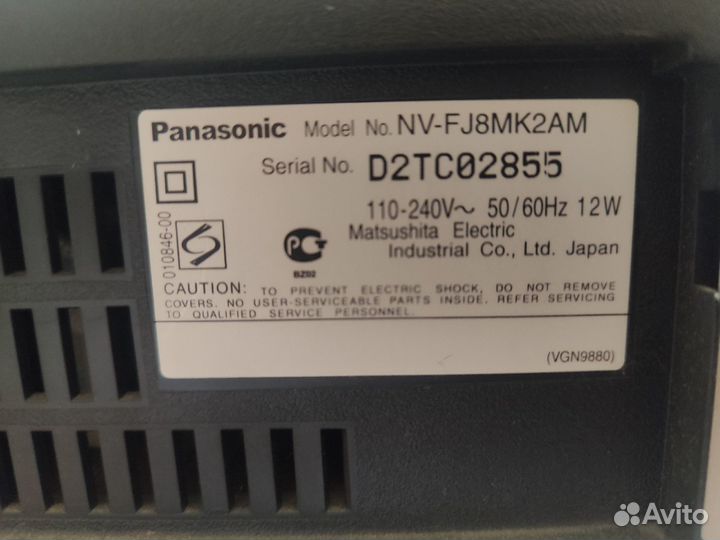 Panasonic Model No. NV-FJ8MK2AM
Serial No. D2TC02855
110-240V~ 50/60Hz 12W
Matsushita Electric
Industrial Co., Ltd. Japan
010846-00
PG
BZ02
CAUTION: TO PREVENT ELECTRIC SHOCK, DO NOT REMOVE
COVERS. NO USER-SERVICEABLE PARTS INSIDE. REFER SERVICING
TO QUALIFIED SERVICE PERSONNEL.
(VGN9880)
Avito